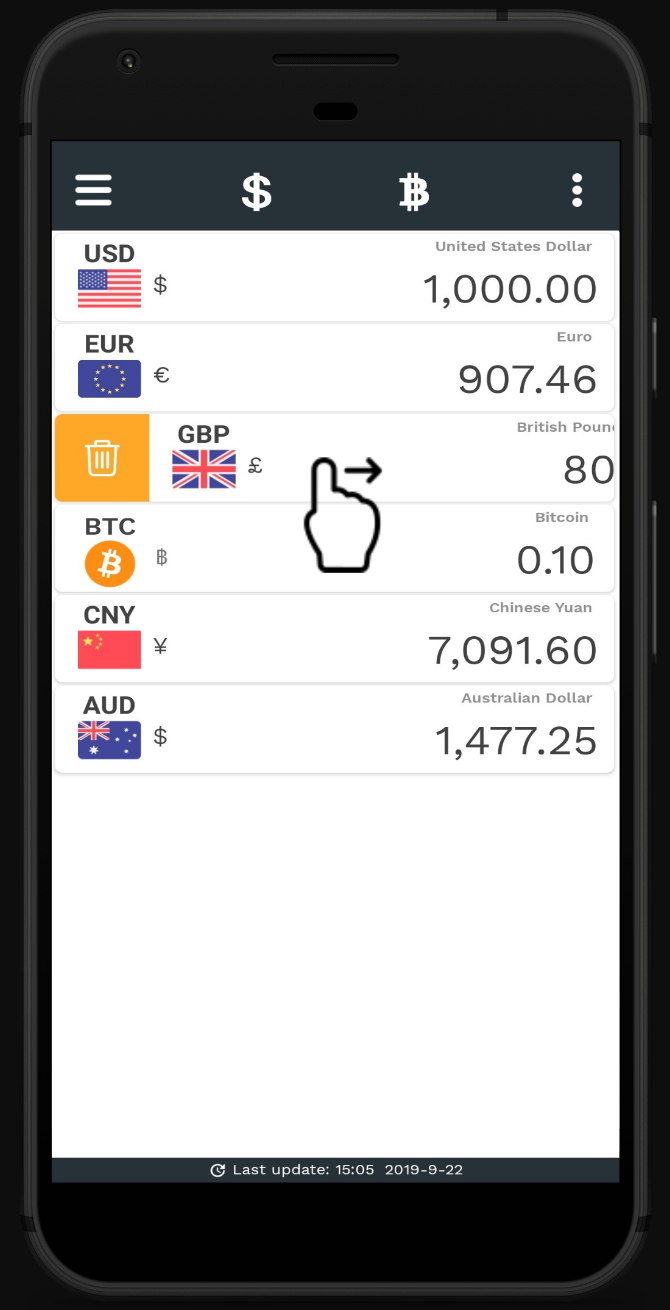 $ ₿
USD
United States Dollar
$ 1,000.00
EUR
Euro
€ 907.46
GBP
British Poun
£ 80
BTC
Bitcoin
฿ 0.10
CNY
Chinese Yuan
¥ 7,091.60
AUD
Australian Dollar
$ 1,477.25
Last update: 15:05 2019-9-22